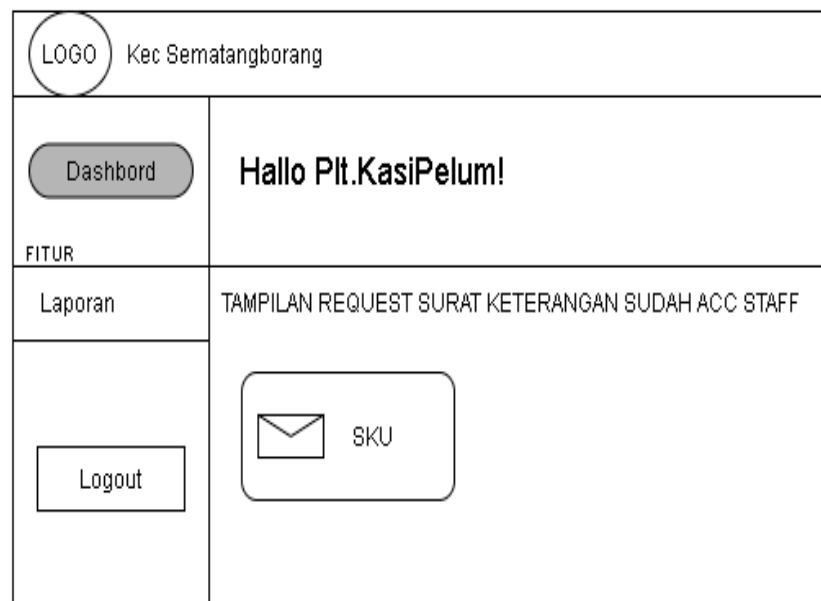 LOGO Kec Sematangborang
Dashbord
Hallo Plt.KasiPelum!
FITUR
Laporan
TAMPILAN REQUEST SURAT KETERANGAN SUDAH ACC STAFF
SKU
Logout